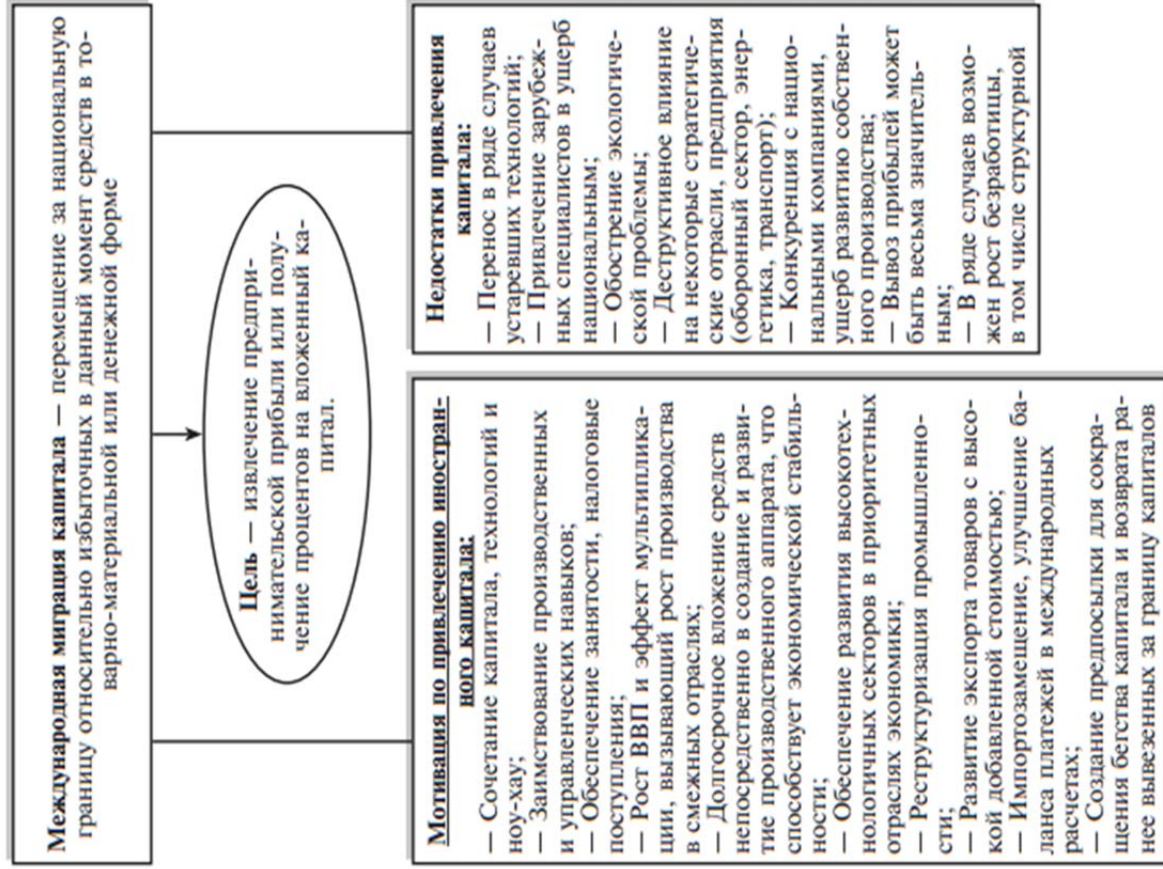 Международная миграция капитала — перемещение за национальную
границу относительно избыточных в данный момент средств в то-
варно-материальной или денежной форме
Цель — извлечение предпри-
нимательской прибыли или полу-
чение процентов на вложенный ка-
питал.
Мотивация по привлечению иностран-
ного капитала:
— Сочетание капитала, технологий и
ноу-хау;
— Заимствование производственных
и управленческих навыков;
— Обеспечение занятости, налоговые
поступления;
— Рост ВВП и эффект мультиплика-
ции, вызывающий рост производства
в смежных отраслях;
— Долгосрочное вложение средств
непосредственно в создание и разви-
тие производственного аппарата, что
способствует экономической стабиль-
ности;
— Обеспечение развития высокотех-
нологичных секторов в приоритетных
отраслях экономики;
— Реструктуризация промышленно-
сти;
— Развитие экспорта товаров с высо-
кой добавленной стоимостью;
— Импортозамещение, улучшение ба-
ланса платежей в международных
расчетах;
— Создание предпосылки для сокра-
щения бегства капитала и возврата ра-
нее вывезенных за границу капиталов
Недостатки привлечения
капитала:
— Перенос в ряде случаев
устаревших технологий;
— Привлечение зарубеж-
ных специалистов в ущерб
национальным;
— Обострение экологиче-
ской проблемы;
— Деструктивное влияние
на некоторые стратегиче-
ские отрасли, предприятия
(оборонный сектор, энер-
гетика, транспорт);
— Конкуренция с нацио-
нальными компаниями,
ущерб развитию собствен-
ного производства;
— Вывоз прибылей может
быть весьма значитель-
ным;
— В ряде случаев возмо-
жен рост безработицы,
в том числе структурной